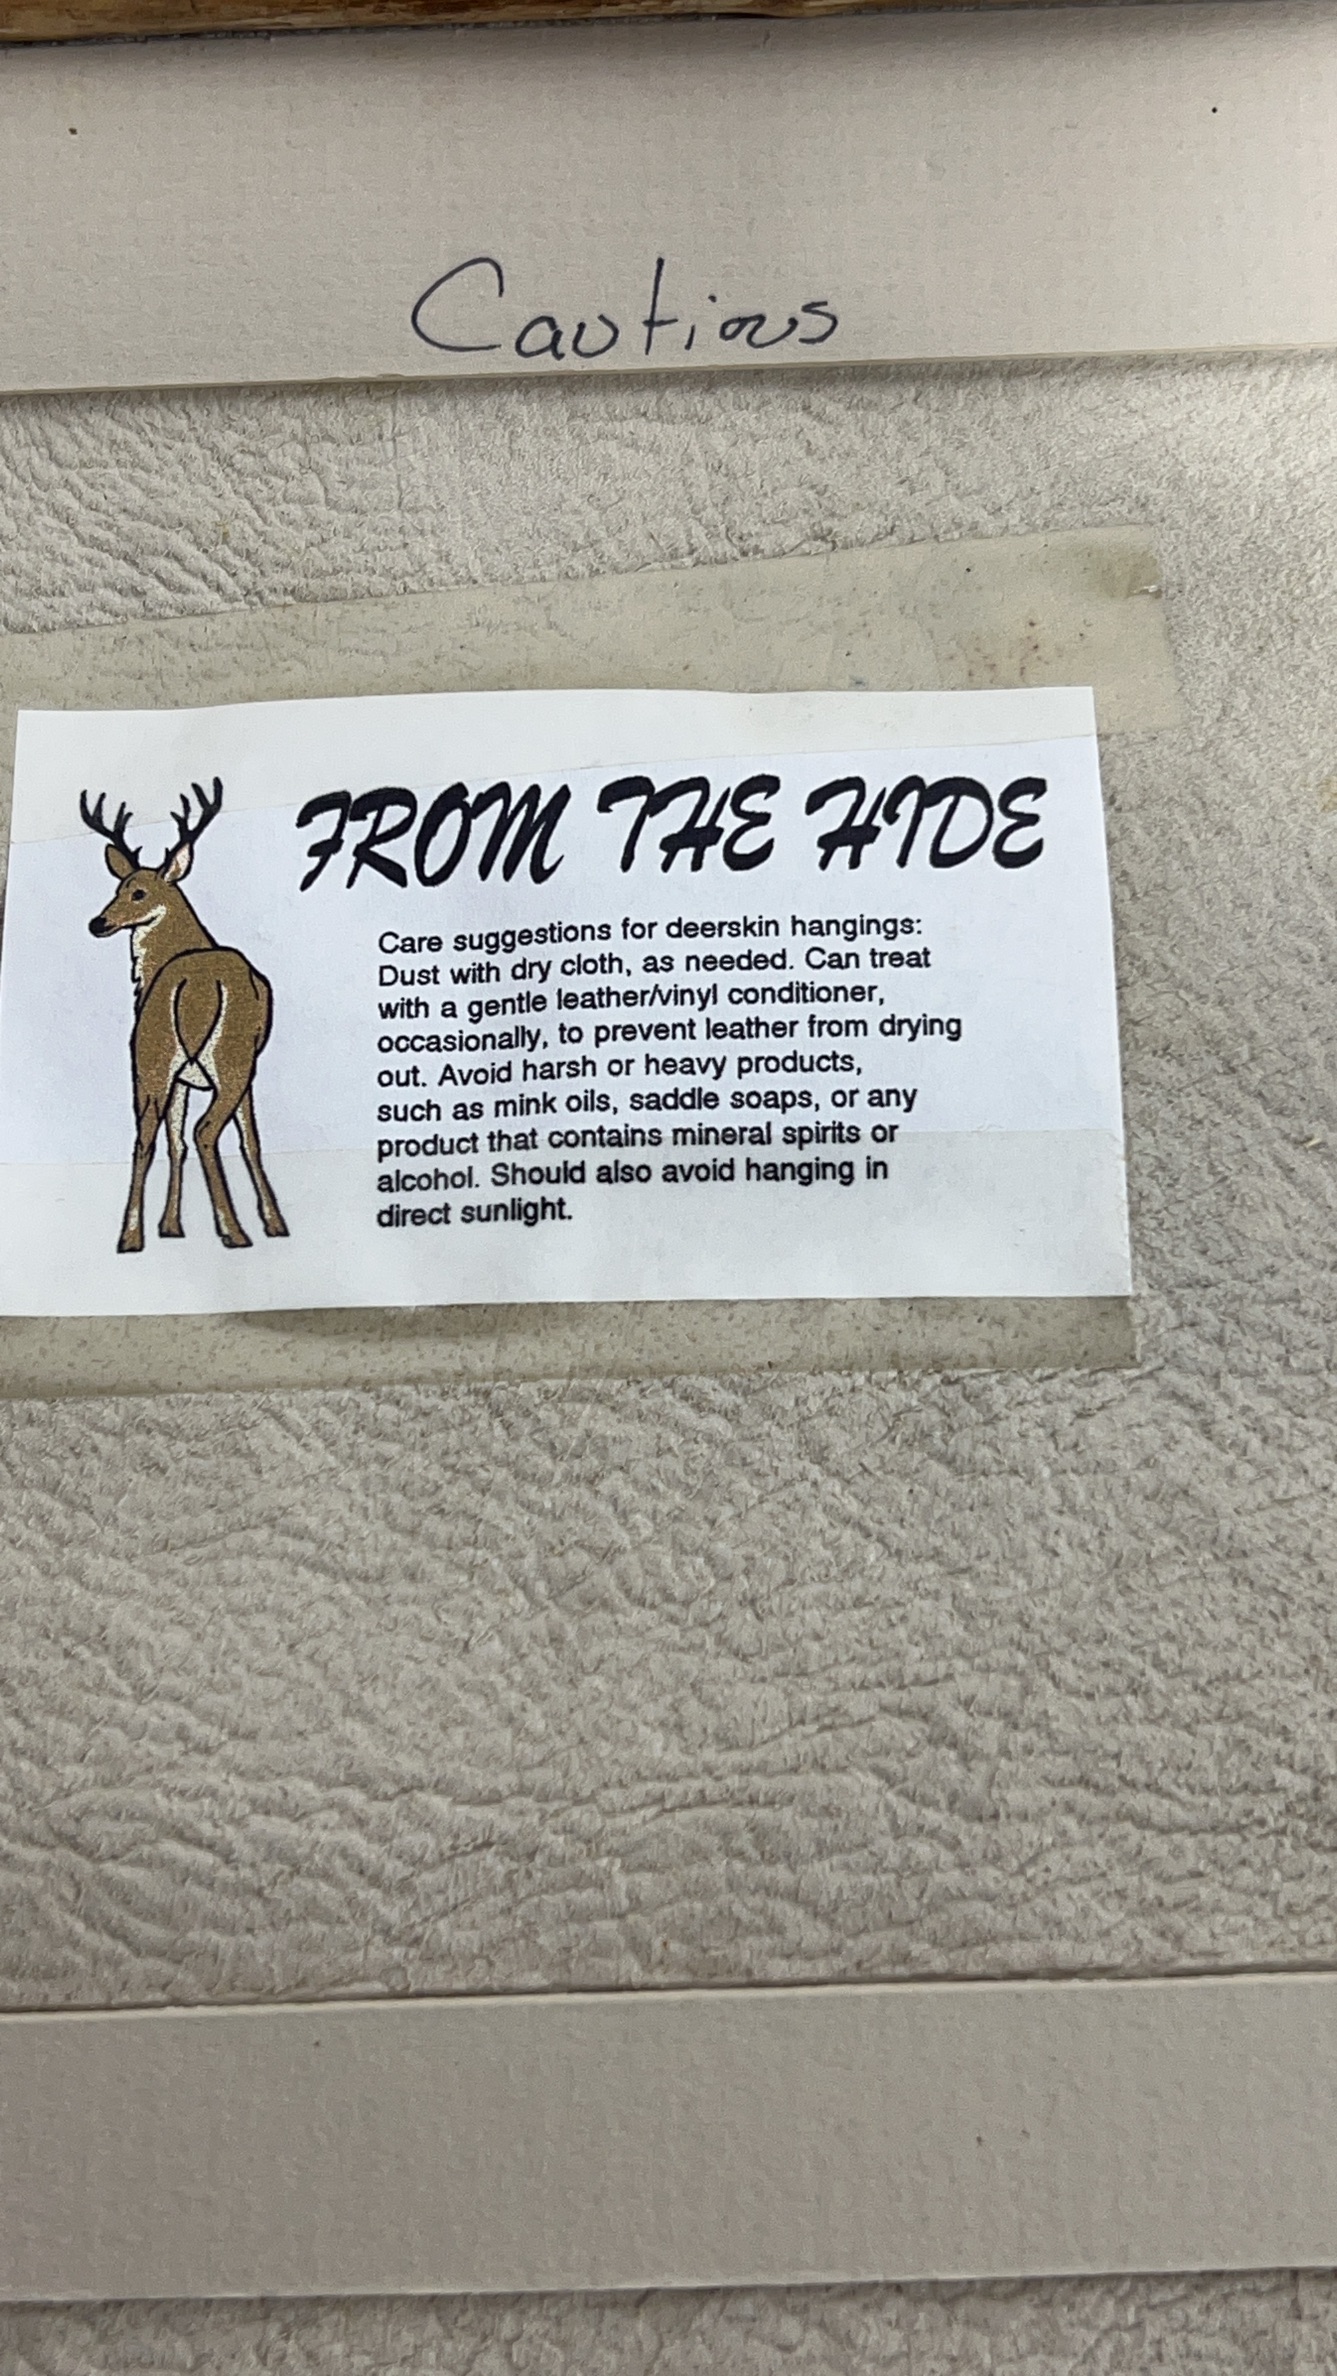 Cautious
FROM THE HIDE
Care suggestions for deerskin hangings:
Dust with dry cloth, as needed. Can treat
with a gentle leather/vinyl conditioner,
occasionally, to prevent leather from drying
out. Avoid harsh or heavy products,
such as mink oils, saddle soaps, or any
product that contains mineral spirits or
alcohol. Should also avoid hanging in
direct sunlight.